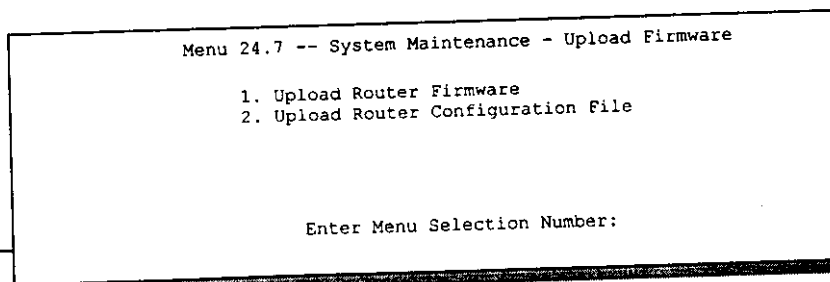 Menu 24.7 -- System Maintenance - Upload Firmware
1. Upload Router Firmware
2. Upload Router Configuration File
Enter Menu Selection Number: